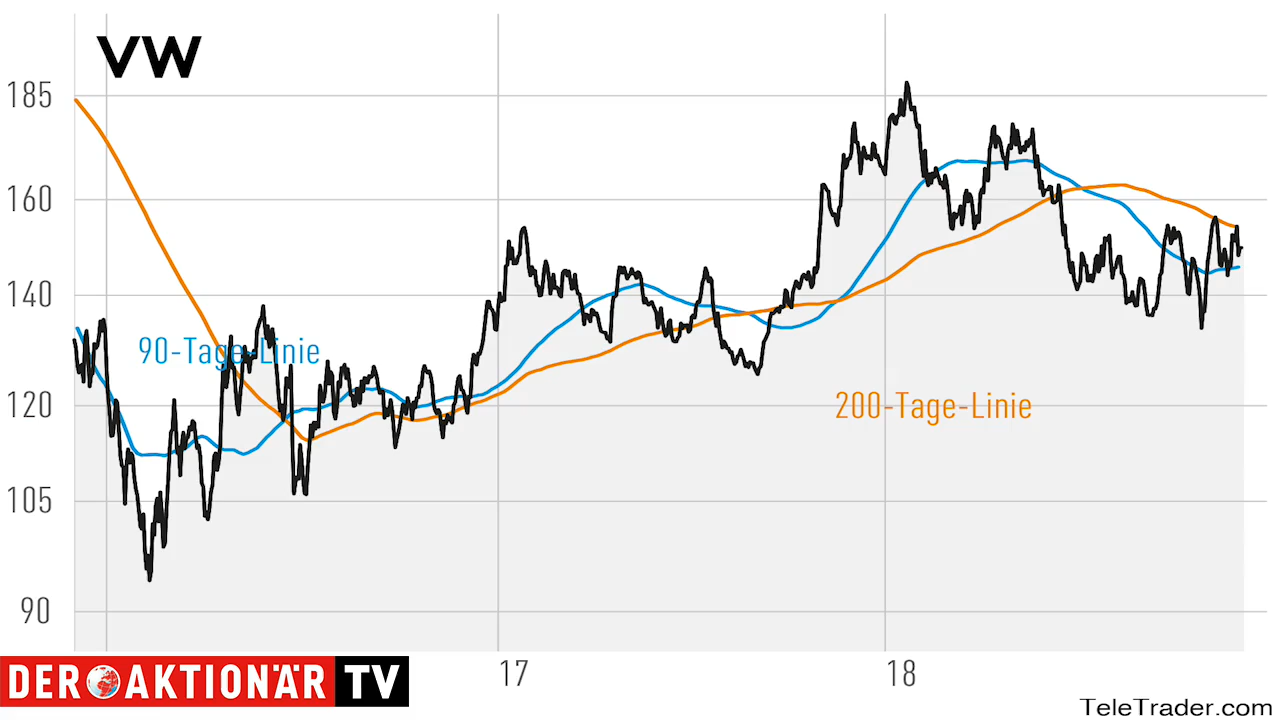 VW
185
160
140
120
105
90
90-Tage-Linie
200-Tage-Linie
17
18
DER AKTIONÄR TV
TeleTrader.com